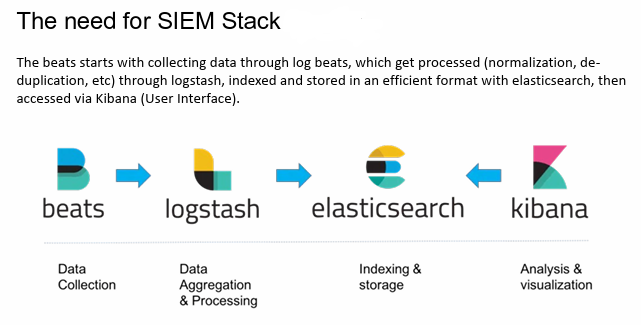 The need for SIEM Stack
The beats starts with collecting data through log beats, which get processed (normalization, de-
duplication, etc) through logstash, indexed and stored in an efficient format with elasticsearch, then
accessed via Kibana (User Interface).
beats logstash elasticsearch kibana
Data Data Indexing & Analysis &
Collection Aggregation storage visualization
& Processing